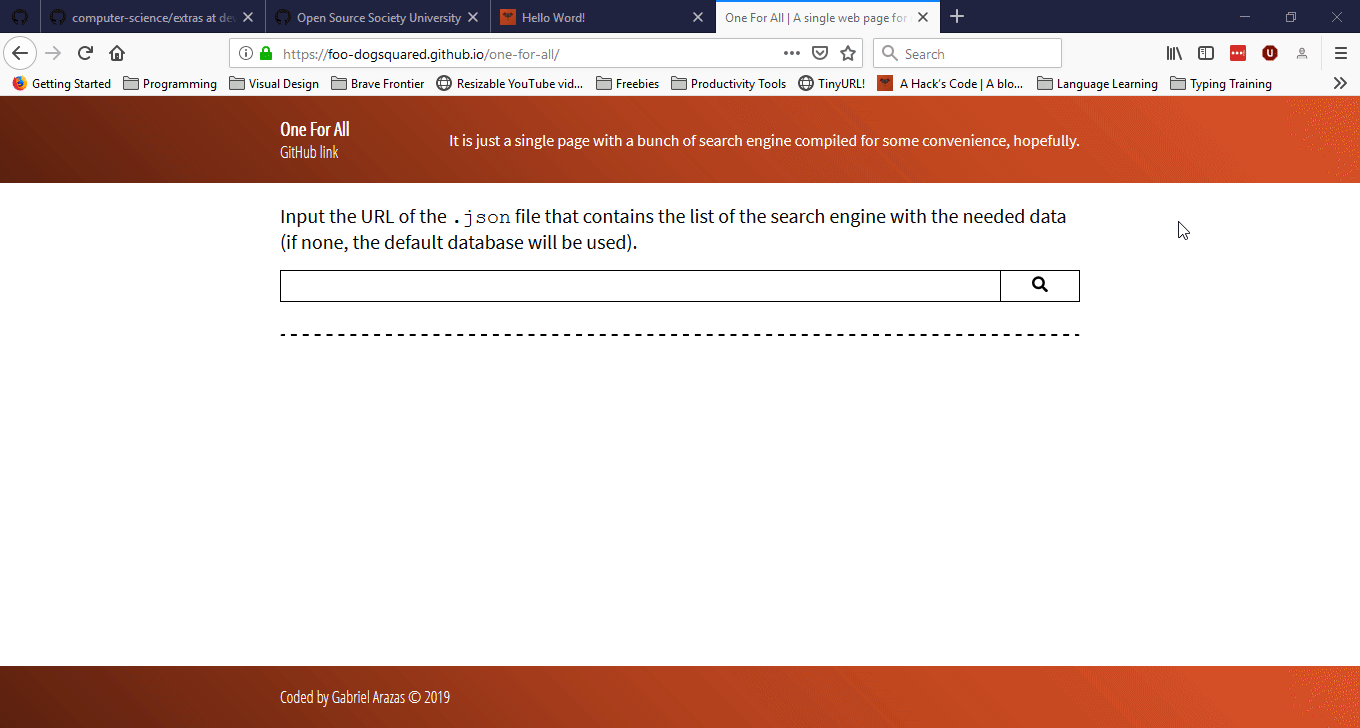 computer-science/extras at de
Open Source Society University
Hello Word!
One For All | A single web page for
https://foo-dogsquared.github.io/one-for-all/
Search
Getting Started
Programming
Visual Design
Brave Frontier
Resizable YouTube vid...
Freebies
Productivity Tools
TinyURL!
A Hack's Code | A blo...
Language Learning
Typing Training
One For All
GitHub link
It is just a single page with a bunch of search engine compiled for some convenience, hopefully.
Input the URL of the .json file that contains the list of the search engine with the needed data
(if none, the default database will be used).
Coded by Gabriel Arazas © 2019